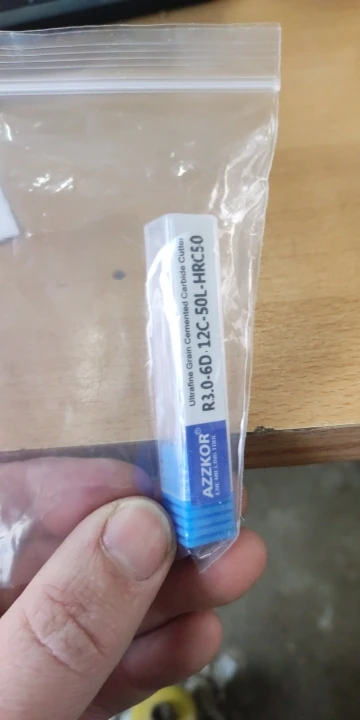 Ultrafine Grain Cemented Carbide Cutter
R3.0-6D·12C-50L-HRC50
AZZKOR®